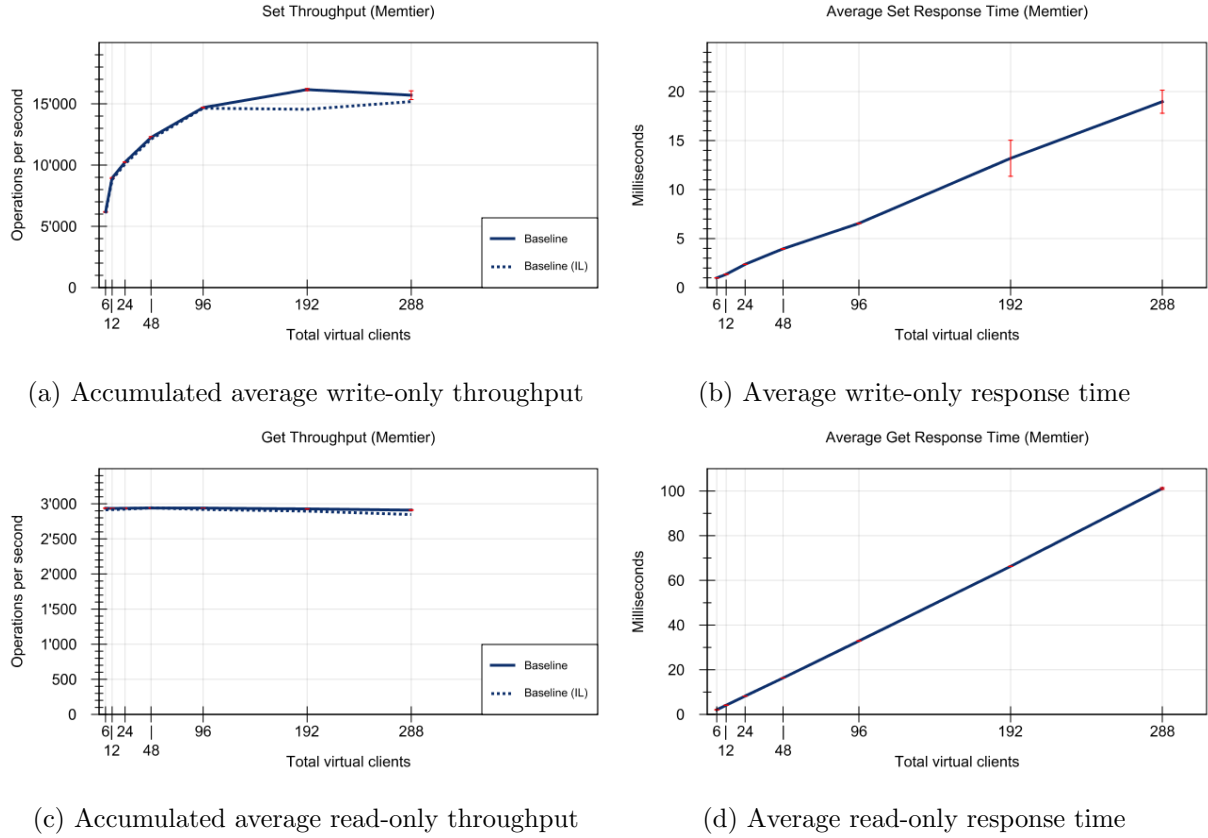 Set Throughput (Memtier)
Operations per second
15'000
10'000
5'000
0
Baseline
Baseline (IL)
6 | 24 | 96 192 288
12 48
Total virtual clients
(a) Accumulated average write-only throughput
Average Set Response Time (Memtier)
Milliseconds
20
15
10
5
0
6 | 24 | 96 192 288
12 48
Total virtual clients
(b) Average write-only response time
Get Throughput (Memtier)
Operations per second
3'000
2'500
2'000
1'500
1'000
500
0
Baseline
Baseline (IL)
6 | 24 | 96 192 288
12 48
Total virtual clients
(c) Accumulated average read-only throughput
Average Get Response Time (Memtier)
Milliseconds
100
80
60
40
20
0
6 | 24 | 96 192 288
12 48
Total virtual clients
(d) Average read-only response time